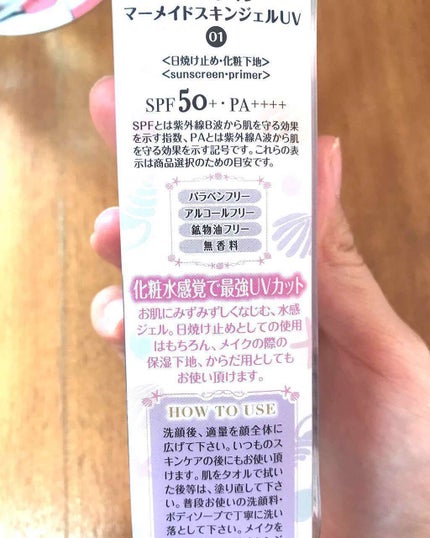 マーメイドスキンジェルUV
01
<日焼け止め・化粧下地>
<sunscreen・primer>
SPF50+・PA++++
SPFとは紫外線B波から肌を守る効果
を示す指数、PAとは紫外線A波から肌
を守る効果を示す記号です。これらの表
示は商品選択のための目安です。
パラベンフリー
アルコールフリー
鉱物油フリー
無香料
化粧水感覚で最強UVカット
お肌にみずみずしくなじむ、水感
ジェル。日焼け止めとしての使用
はもちろん、メイクの際の
保湿下地、からだ用としても
お使い頂けます。
HOW TO USE
洗顔後、適量を顔全体に
広げて下さい。いつものス
キンケアの後にもお使い頂
けます。肌をタオルで拭い
た後等は、塗り直して下さ
い。普段お使いの洗顔料・
ボディソープで丁寧に洗い
落として下さい。メイクを